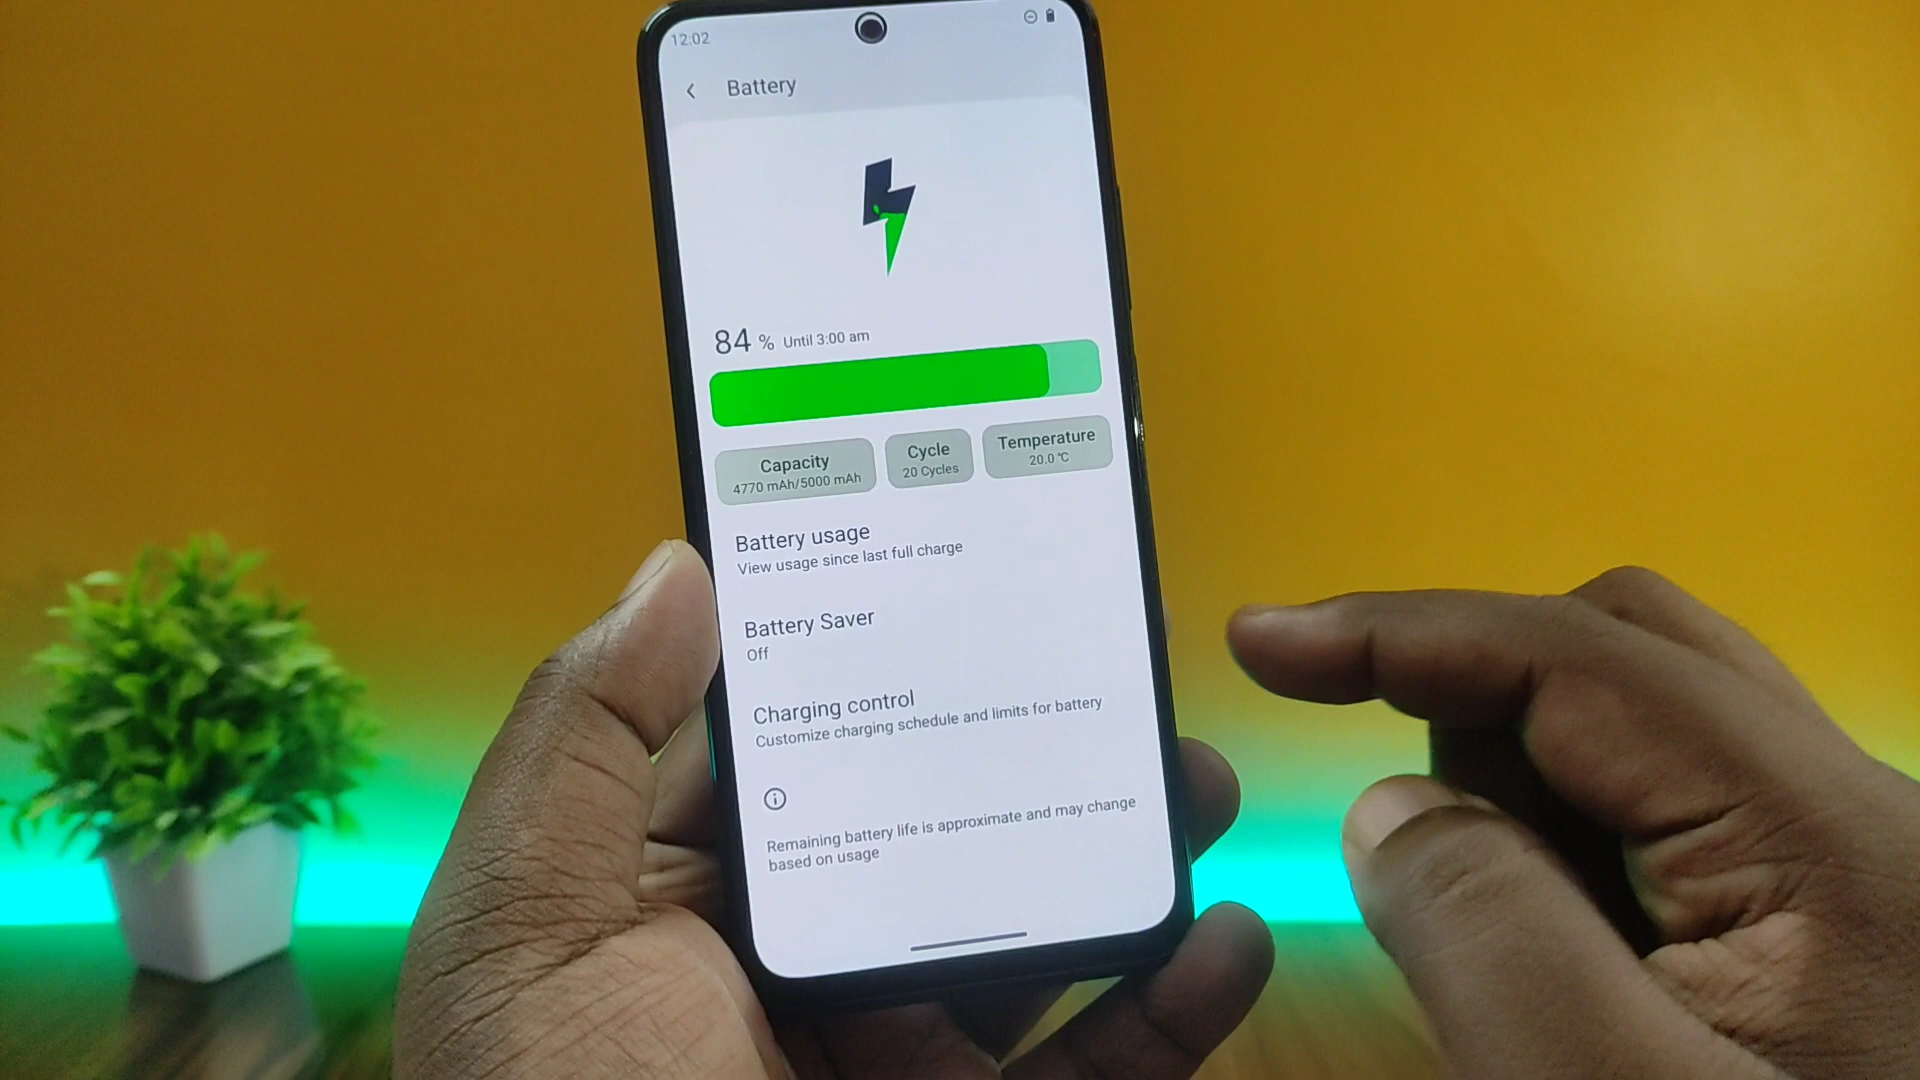 12:02
Battery
84 % Until 3:00 am
Capacity
4770 mAh/5000 mAh
Cycle
20 Cycles
Temperature
20.0 °C
Battery usage
View usage since last full charge
Battery Saver
Off
Charging control
Customize charging schedule and limits for battery
Remaining battery life is approximate and may change
based on usage